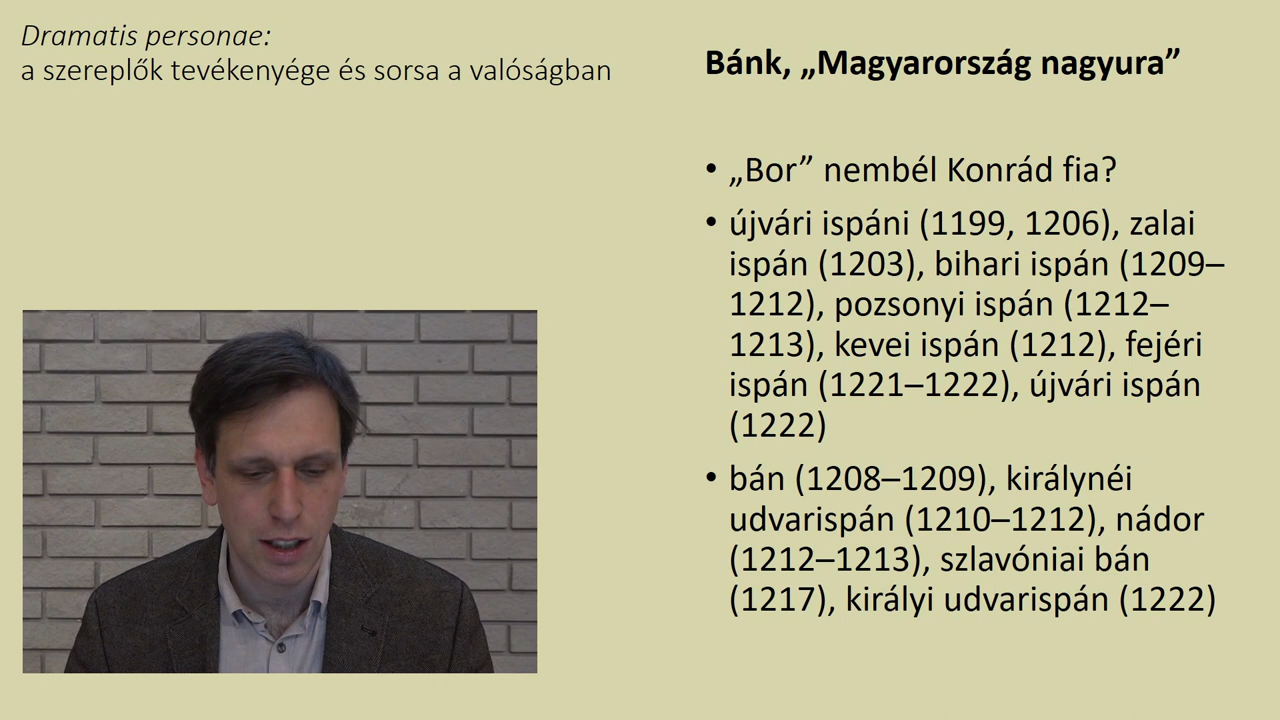 Dramatis personae:
a szereplők tevékenyége és sorsa a valóságban
Bánk, „Magyarország nagyura”
• „Bor” nembél Konrád fia?
• újvári ispáni (1199, 1206), zalai
ispán (1203), bihari ispán (1209–
1212), pozsonyi ispán (1212–
1213), kevei ispán (1212), fejéri
ispán (1221–1222), újvári ispán
(1222)
• bán (1208–1209), királynéi
udvarispán (1210–1212), nádor
(1212–1213), szlavóniai bán
(1217), királyi udvarispán (1222)